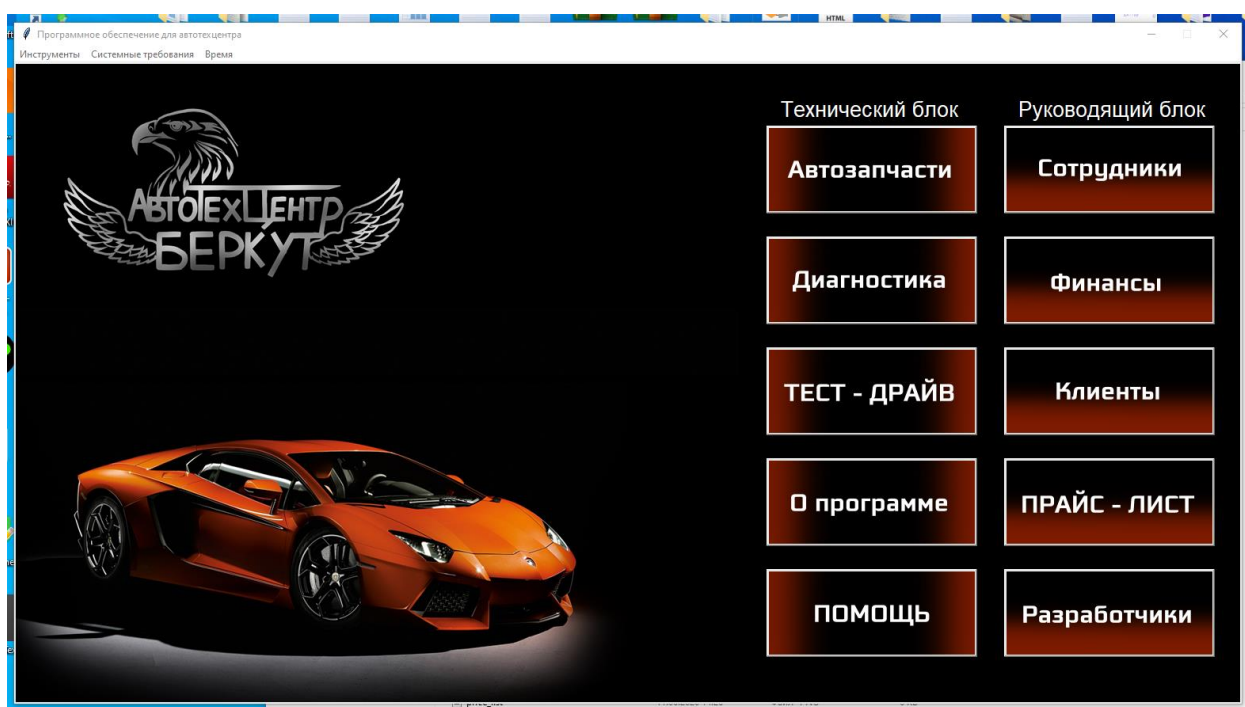 HTML
Программное обеспечение для автотехцентра
Инструменты Системные требования Время
АвтоТехЦентр
БЕРКУТ
Технический блок
Руководящий блок
Автозапчасти
Сотрудники
Диагностика
Финансы
ТЕСТ - ДРАЙВ
Клиенты
О программе
ПРАЙС - ЛИСТ
ПОМОЩЬ
Разработчики